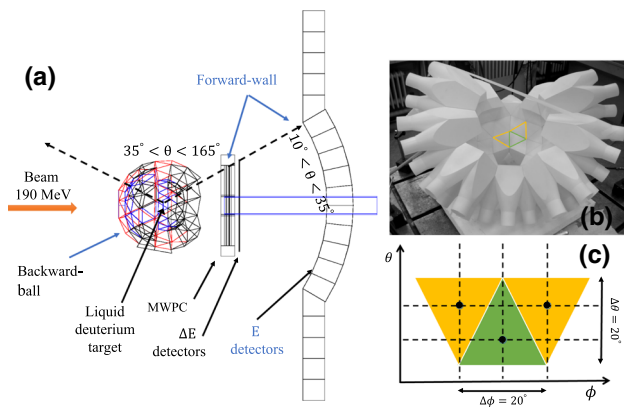 (a)
Forward-wall
35° < θ < 165°
10° < θ < 35°
Beam
190 MeV
Backward-
ball
Liquid
deuterium
target
MWPC
ΔE
detectors
E
detectors
(b)
(c)
θ
Δθ = 20°
Δϕ = 20°
ϕ